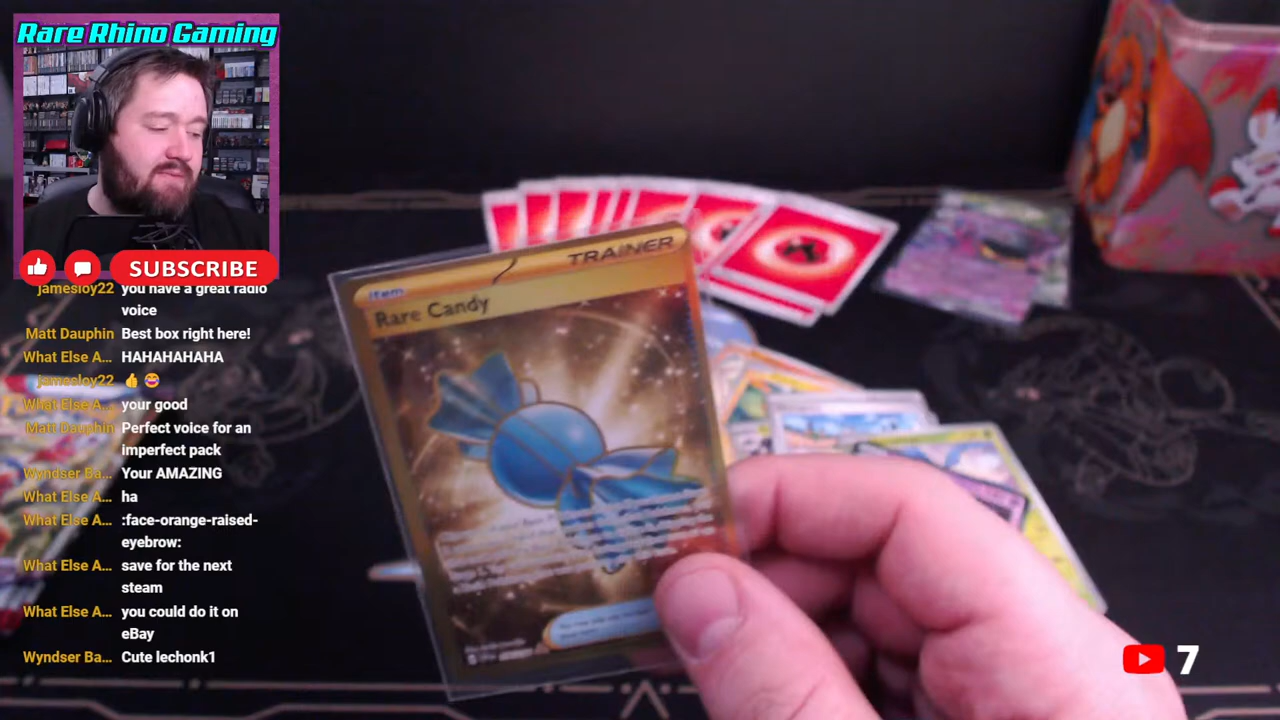 Rare Rhino Gaming
SUBSCRIBE
jamesloy22 you have a great radio
voice
Matt Dauphin Best box right here!
What Else A... HAHAHAHAHA
jamesloy22 👍 😂
What Else A... your good
Matt Dauphin Perfect voice for an
imperfect pack
Wyndser Ba... Your AMAZING
What Else A... ha
What Else A... :face-orange-raised-
eyebrow:
What Else A... save for the next
steam
What Else A... you could do it on
eBay
Wyndser Ba... Cute lechonk1
Item
TRAINER
Rare Candy
7